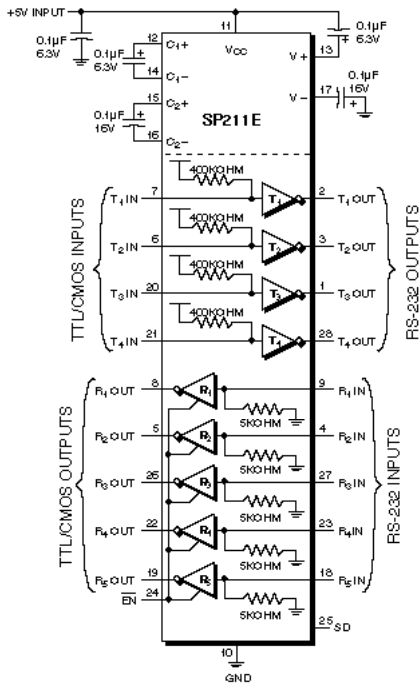 +5V INPUT
11
VCC
0.1µF
6.3V
12
C1+
0.1µF
6.3V
14
C1-
15
C2+
0.1µF
16V
16
C2-
V+
13
0.1µF
6.3V
V-
17
0.1µF
16V
SP211E
TTL/CMOS INPUTS
T1 IN
7
400KOHM
T1
2
T1 OUT
T2 IN
6
400KOHM
T2
3
T2 OUT
T3 IN
20
400KOHM
T3
1
T3 OUT
T4 IN
21
400KOHM
T4
28
T4 OUT
RS-232 OUTPUTS
TTL/CMOS OUTPUTS
R1 OUT
8
R1
9
R1 IN
5KOHM
R2 OUT
5
R2
4
R2 IN
5KOHM
R3 OUT
26
R3
27
R3 IN
5KOHM
R4 OUT
22
R4
23
R4 IN
5KOHM
R5 OUT
19
R5
18
R5 IN
5KOHM
RS-232 INPUTS
EN
24
25
SD
10
GND